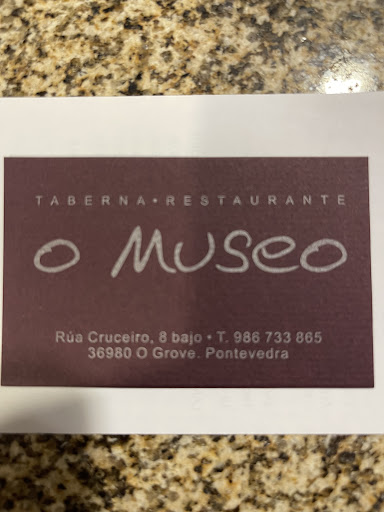 TABERNA • RESTAURANTE
O MUSEO
Rúa Cruceiro, 8 bajo • T. 986 733 865
36980 O Grove. Pontevedra